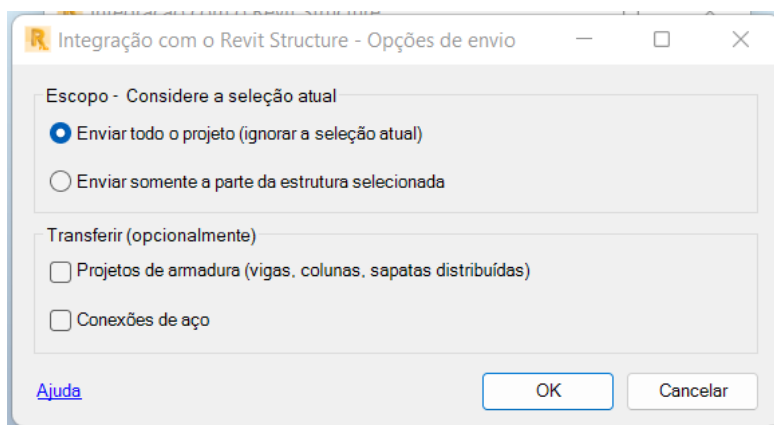 Integração com o Revit Structure - Opções de envio
Escopo - Considere a seleção atual
Enviar todo o projeto (ignorar a seleção atual)
Enviar somente a parte da estrutura selecionada
Transferir (opcionalmente)
Projetos de armadura (vigas, colunas, sapatas distribuídas)
Conexões de aço
Ajuda
OK
Cancelar